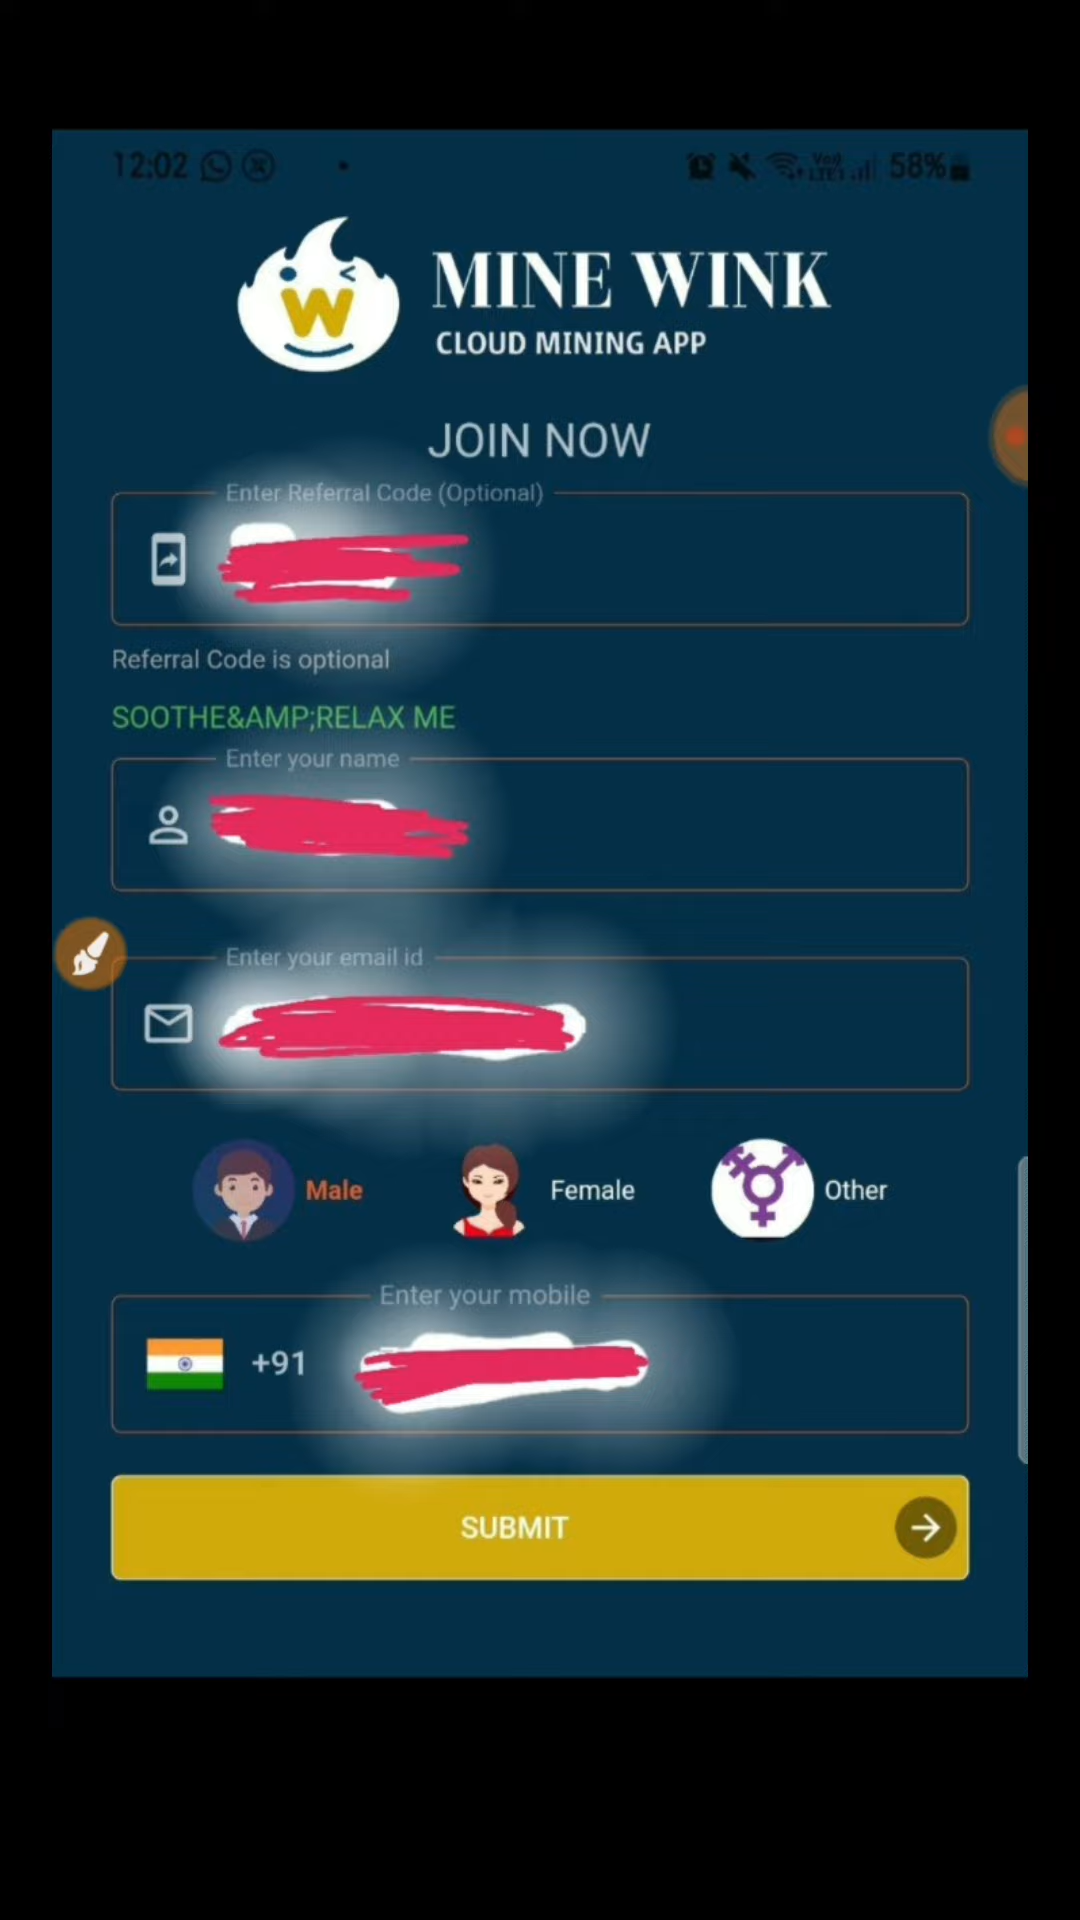 12:02 58%
MINE WINK
CLOUD MINING APP
JOIN NOW
Enter Referral Code (Optional)
Referral Code is optional
SOOTHE&AMP;RELAX ME
Enter your name
Enter your email id
Male Female Other
Enter your mobile
+91
SUBMIT